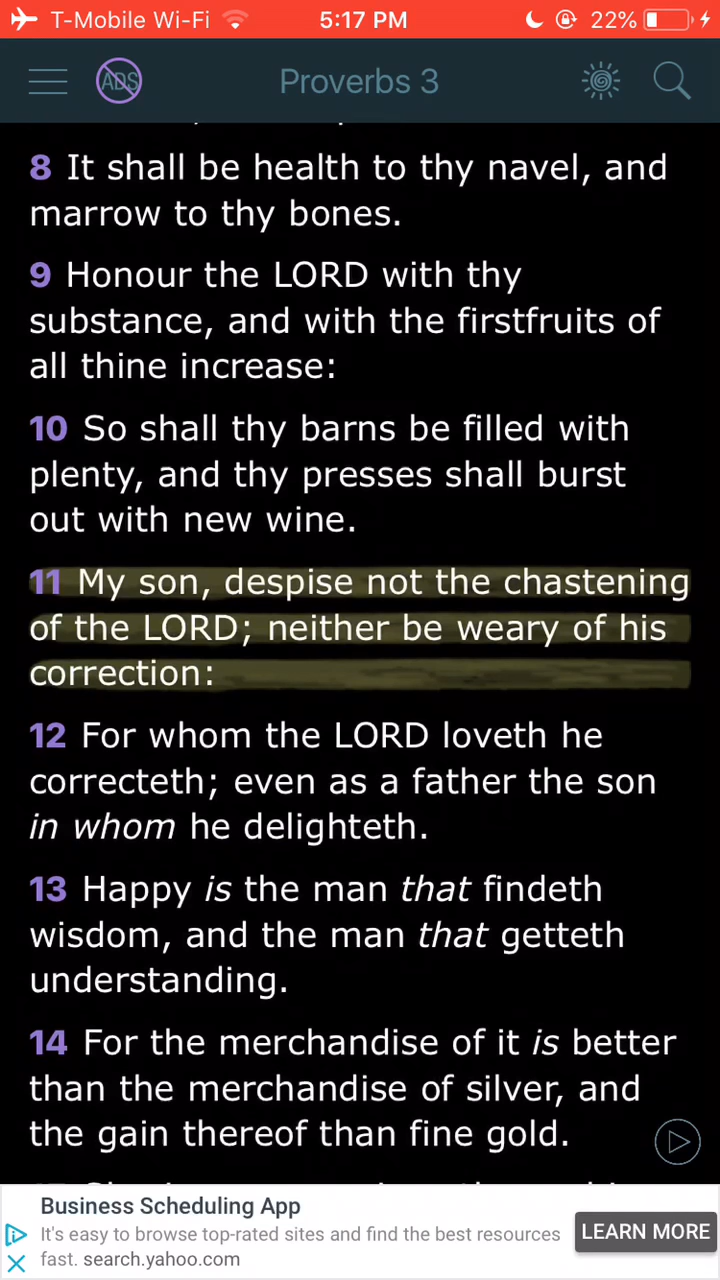 T-Mobile Wi-Fi 5:17 PM 22%
ADS Proverbs 3
8 It shall be health to thy navel, and
marrow to thy bones.
9 Honour the LORD with thy
substance, and with the firstfruits of
all thine increase:
10 So shall thy barns be filled with
plenty, and thy presses shall burst
out with new wine.
11 My son, despise not the chastening
of the LORD; neither be weary of his
correction:
12 For whom the LORD loveth he
correcteth; even as a father the son
in whom he delighteth.
13 Happy is the man that findeth
wisdom, and the man that getteth
understanding.
14 For the merchandise of it is better
than the merchandise of silver, and
the gain thereof than fine gold.
Business Scheduling App
It's easy to browse top-rated sites and find the best resources
fast. search.yahoo.com
LEARN MORE